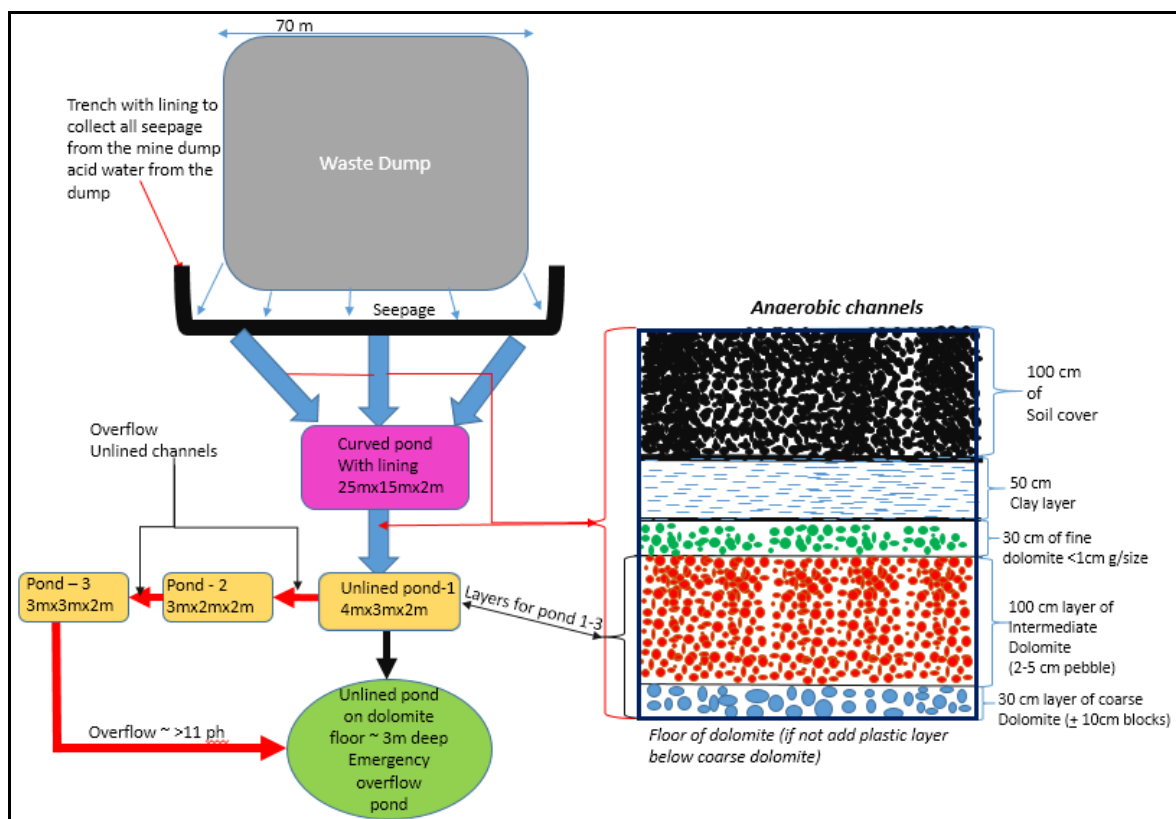 70 m
Trench with lining to
collect all seepage
from the mine dump
acid water from the
dump
Waste Dump
Seepage
Overflow
Unlined channels
Curved pond
With lining
25mx15mx2m
Pond – 3
3mx3mx2m
Pond - 2
3mx2mx2m
Unlined pond-1
4mx3mx2m
Layers for pond 1-3
Overflow ~ >11 ph
Unlined pond
on dolomite
floor ~ 3m deep
Emergency
overflow
pond
Anaerobic channels
100 cm
of
Soil cover
50 cm
Clay layer
30 cm of fine
dolomite <1cm g/size
100 cm layer of
Intermediate
Dolomite
(2-5 cm pebble)
30 cm layer of coarse
Dolomite (± 10cm blocks)
Floor of dolomite (if not add plastic layer
below coarse dolomite)